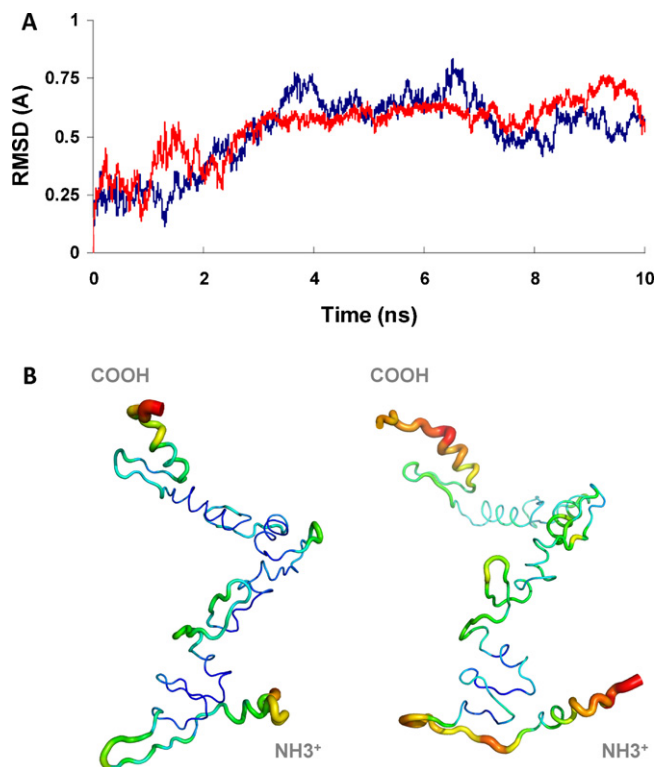 A
RMSD (A)
1
0.75
0.5
0.25
0
0 2 4 6 8 10
Time (ns)
B
COOH COOH
NH3⁺ NH3⁺